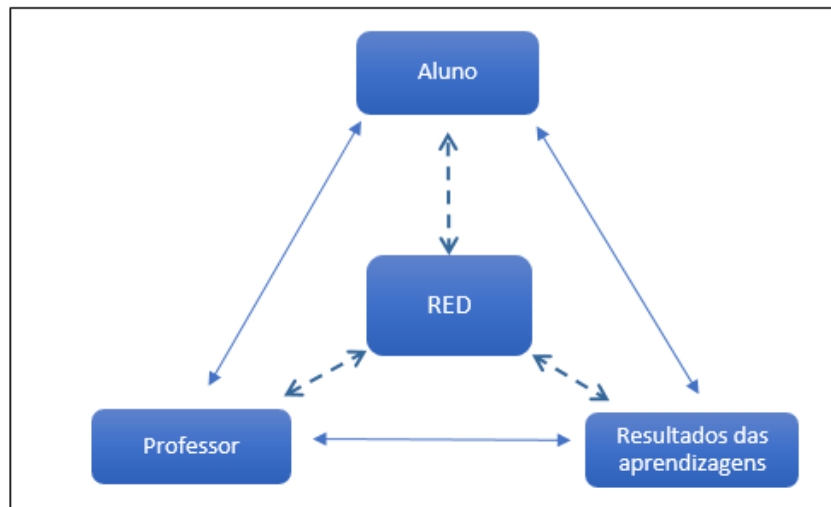 Aluno
RED
Professor
Resultados das
aprendizagens